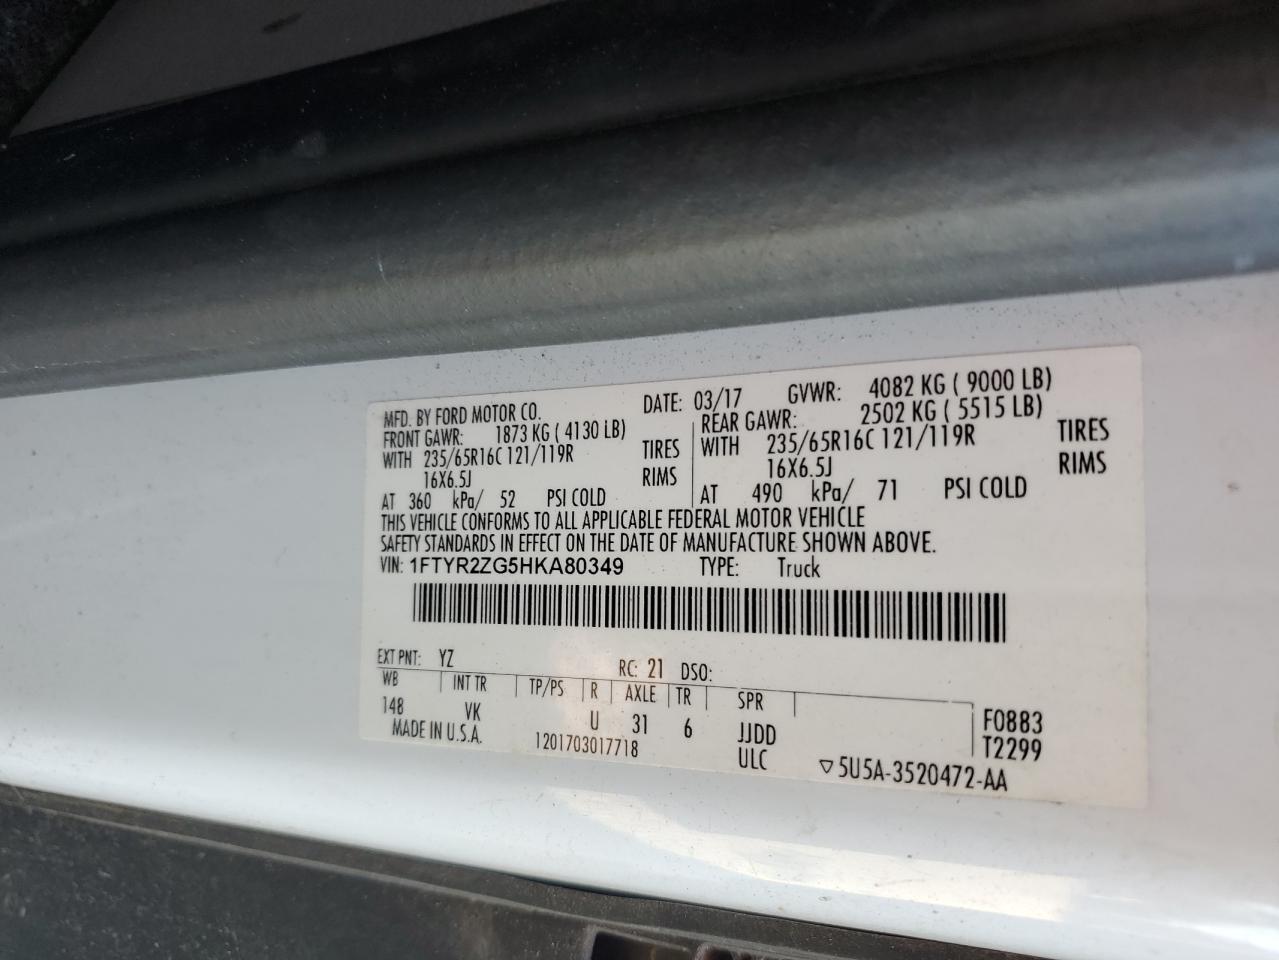 MFD. BY FORD MOTOR CO. DATE: 03/17 GVWR: 4082 KG ( 9000 LB)
FRONT GAWR: 1873 KG ( 4130 LB) REAR GAWR: 2502 KG ( 5515 LB)
WITH 235/65R16C 121/119R TIRES WITH 235/65R16C 121/119R TIRES
16X6.5J RIMS 16X6.5J RIMS
AT 360 kPa/ 52 PSI COLD AT 490 kPa/ 71 PSI COLD
THIS VEHICLE CONFORMS TO ALL APPLICABLE FEDERAL MOTOR VEHICLE
SAFETY STANDARDS IN EFFECT ON THE DATE OF MANUFACTURE SHOWN ABOVE.
VIN: 1FTYR2ZG5HKA80349 TYPE: Truck
EXT PNT: YZ RC: 21 DSO:
WB INT TR TP/PS R AXLE TR SPR
148 VK U 31 6 JJDD F0883
MADE IN U.S.A. 1201703017718 ULC T2299
▽5U5A-3520472-AA